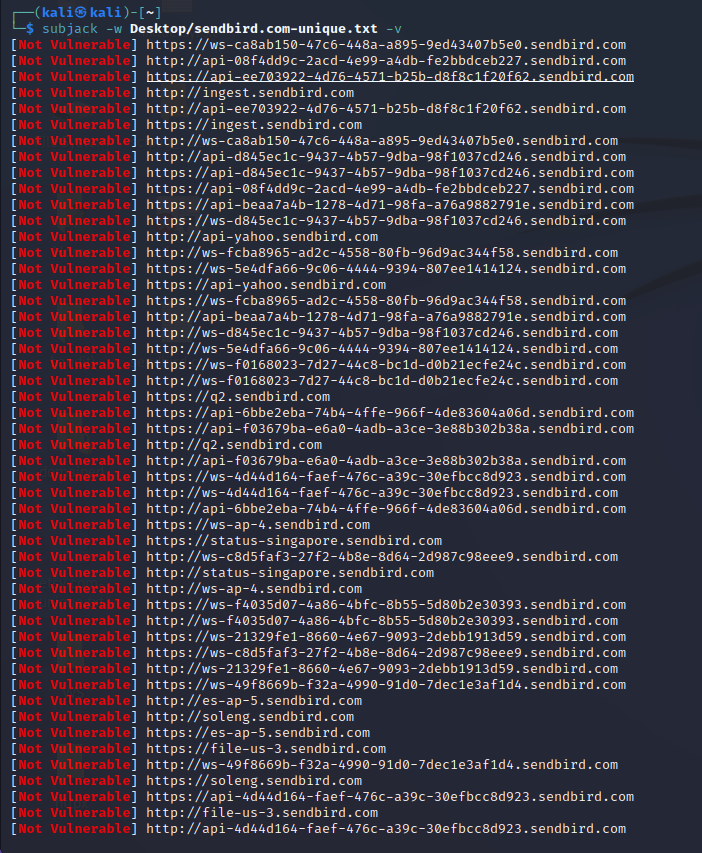 ┌──(kali㉿kali)-[~]
└─$ subjack -w Desktop/sendbird.com-unique.txt -v
[Not Vulnerable] https://ws-ca8ab150-47c6-448a-a895-9ed43407b5e0.sendbird.com
[Not Vulnerable] http://api-08f4dd9c-2acd-4e99-a4db-fe2bbdceb227.sendbird.com
[Not Vulnerable] https://api-ee703922-4d76-4571-b25b-d8f8c1f20f62.sendbird.com
[Not Vulnerable] http://ingest.sendbird.com
[Not Vulnerable] http://api-ee703922-4d76-4571-b25b-d8f8c1f20f62.sendbird.com
[Not Vulnerable] https://ingest.sendbird.com
[Not Vulnerable] http://ws-ca8ab150-47c6-448a-a895-9ed43407b5e0.sendbird.com
[Not Vulnerable] http://api-d845ec1c-9437-4b57-9dba-98f1037cd246.sendbird.com
[Not Vulnerable] https://api-d845ec1c-9437-4b57-9dba-98f1037cd246.sendbird.com
[Not Vulnerable] https://api-08f4dd9c-2acd-4e99-a4db-fe2bbdceb227.sendbird.com
[Not Vulnerable] https://api-beaa7a4b-1278-4d71-98fa-a76a9882791e.sendbird.com
[Not Vulnerable] https://ws-d845ec1c-9437-4b57-9dba-98f1037cd246.sendbird.com
[Not Vulnerable] http://api-yahoo.sendbird.com
[Not Vulnerable] http://ws-fcba8965-ad2c-4558-80fb-96d9ac344f58.sendbird.com
[Not Vulnerable] https://ws-5e4dfa66-9c06-4444-9394-807ee1414124.sendbird.com
[Not Vulnerable] https://api-yahoo.sendbird.com
[Not Vulnerable] https://ws-fcba8965-ad2c-4558-80fb-96d9ac344f58.sendbird.com
[Not Vulnerable] http://api-beaa7a4b-1278-4d71-98fa-a76a9882791e.sendbird.com
[Not Vulnerable] http://ws-d845ec1c-9437-4b57-9dba-98f1037cd246.sendbird.com
[Not Vulnerable] http://ws-5e4dfa66-9c06-4444-9394-807ee1414124.sendbird.com
[Not Vulnerable] https://ws-f0168023-7d27-44c8-bc1d-d0b21ecfe24c.sendbird.com
[Not Vulnerable] http://ws-f0168023-7d27-44c8-bc1d-d0b21ecfe24c.sendbird.com
[Not Vulnerable] https://q2.sendbird.com
[Not Vulnerable] https://api-6bbe2eba-74b4-4ffe-966f-4de83604a06d.sendbird.com
[Not Vulnerable] https://api-f03679ba-e6a0-4adb-a3ce-3e88b302b38a.sendbird.com
[Not Vulnerable] http://q2.sendbird.com
[Not Vulnerable] http://api-f03679ba-e6a0-4adb-a3ce-3e88b302b38a.sendbird.com
[Not Vulnerable] https://ws-4d44d164-faef-476c-a39c-30efbcc8d923.sendbird.com
[Not Vulnerable] http://ws-4d44d164-faef-476c-a39c-30efbcc8d923.sendbird.com
[Not Vulnerable] http://api-6bbe2eba-74b4-4ffe-966f-4de83604a06d.sendbird.com
[Not Vulnerable] https://ws-ap-4.sendbird.com
[Not Vulnerable] https://status-singapore.sendbird.com
[Not Vulnerable] http://ws-c8d5faf3-27f2-4b8e-8d64-2d987c98eee9.sendbird.com
[Not Vulnerable] http://status-singapore.sendbird.com
[Not Vulnerable] http://ws-ap-4.sendbird.com
[Not Vulnerable] https://ws-f4035d07-4a86-4bfc-8b55-5d80b2e30393.sendbird.com
[Not Vulnerable] http://ws-f4035d07-4a86-4bfc-8b55-5d80b2e30393.sendbird.com
[Not Vulnerable] https://ws-21329fe1-8660-4e67-9093-2debb1913d59.sendbird.com
[Not Vulnerable] https://ws-c8d5faf3-27f2-4b8e-8d64-2d987c98eee9.sendbird.com
[Not Vulnerable] http://ws-21329fe1-8660-4e67-9093-2debb1913d59.sendbird.com
[Not Vulnerable] https://ws-49f8669b-f32a-4990-91d0-7dec1e3af1d4.sendbird.com
[Not Vulnerable] http://es-ap-5.sendbird.com
[Not Vulnerable] http://soleng.sendbird.com
[Not Vulnerable] https://es-ap-5.sendbird.com
[Not Vulnerable] https://file-us-3.sendbird.com
[Not Vulnerable] http://ws-49f8669b-f32a-4990-91d0-7dec1e3af1d4.sendbird.com
[Not Vulnerable] https://soleng.sendbird.com
[Not Vulnerable] https://api-4d44d164-faef-476c-a39c-30efbcc8d923.sendbird.com
[Not Vulnerable] http://file-us-3.sendbird.com
[Not Vulnerable] http://api-4d44d164-faef-476c-a39c-30efbcc8d923.sendbird.com